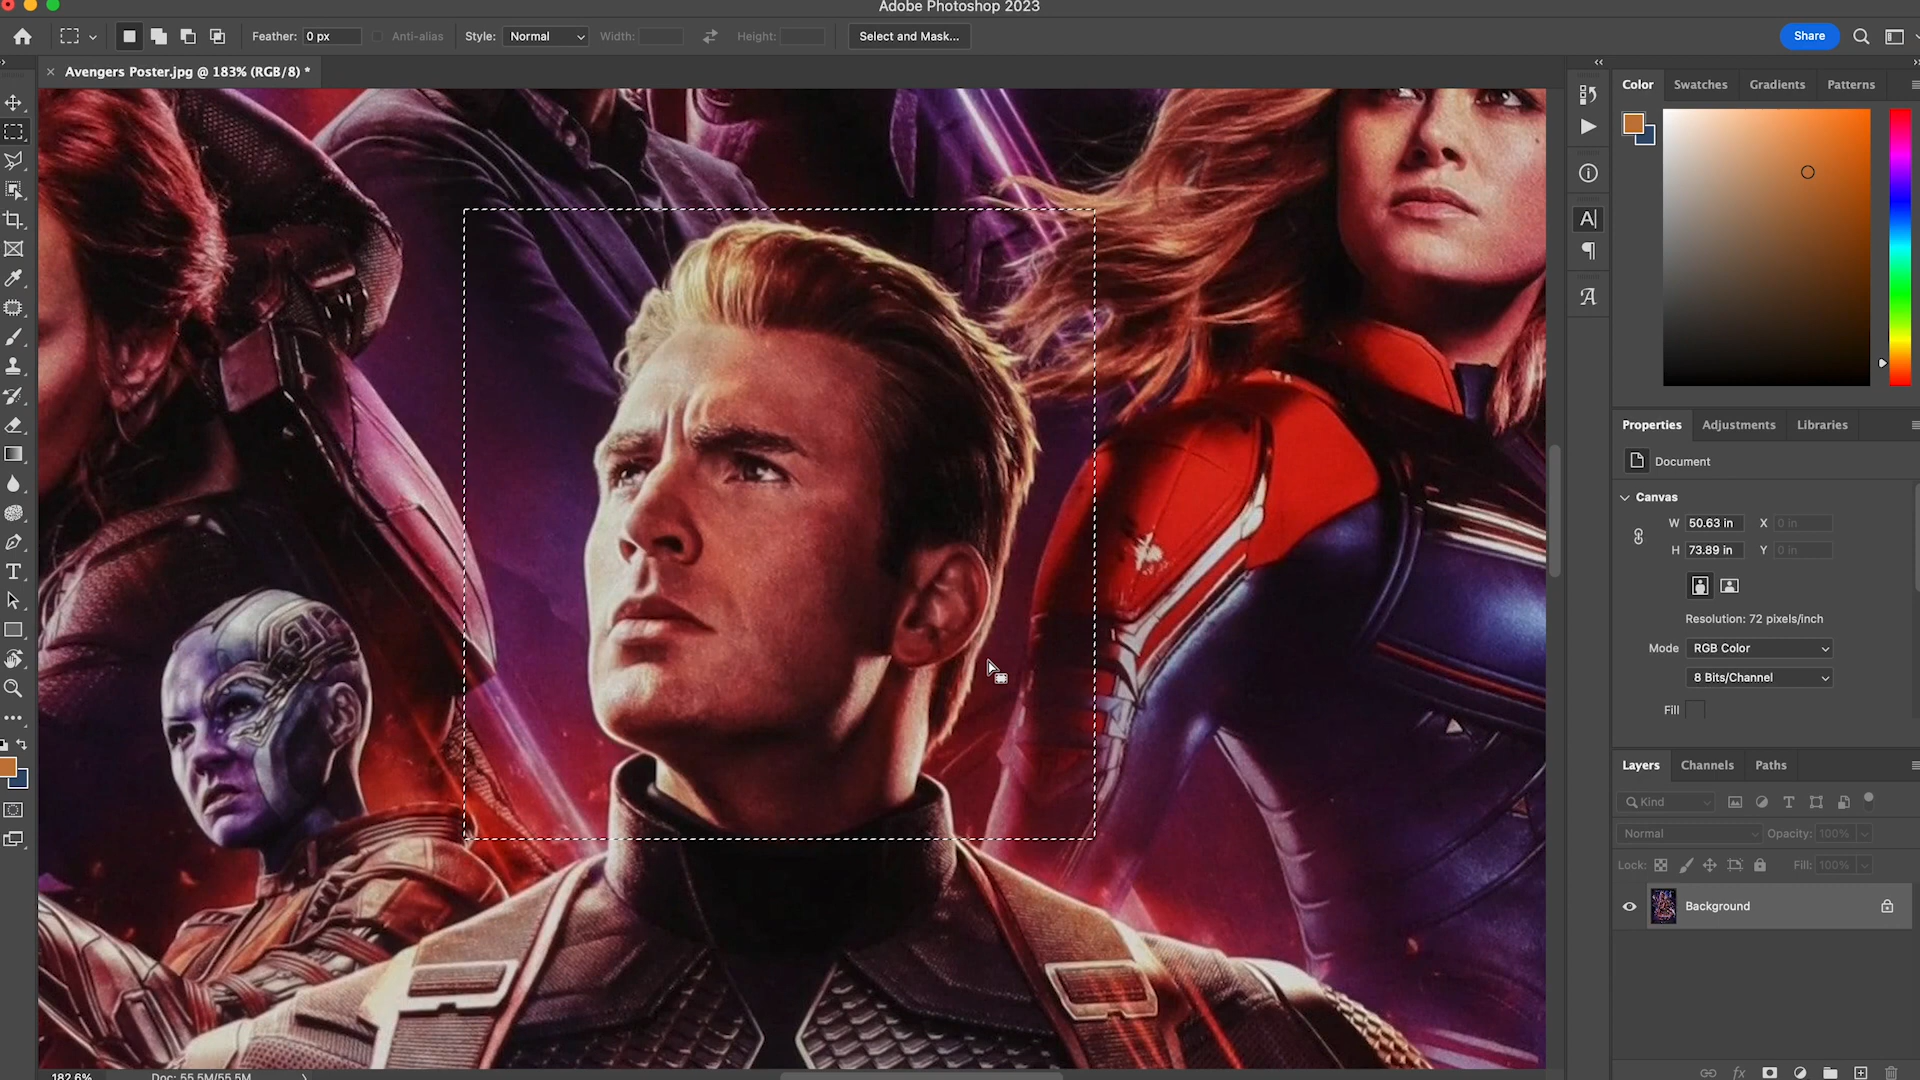 Adobe Photoshop 2023
Feather: 0 px Anti-alias Style: Normal Width: Height: Select and Mask... Share
Avengers Poster.jpg @ 183% (RGB/8) *
Color Swatches Gradients Patterns
Properties Adjustments Libraries
Document
Canvas
W 50.63 in X 0 in
H 73.89 in Y 0 in
Resolution: 72 pixels/inch
Mode RGB Color
8 Bits/Channel
Fill
Layers Channels Paths
Kind
Normal Opacity: 100%
Lock: Fill: 100%
Background
182.6% Doc: 55.5M/55.5M